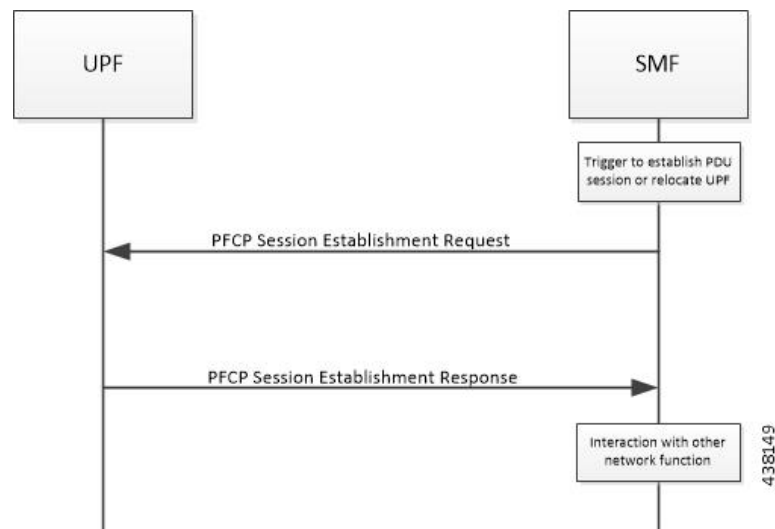 UPF
SMF
Trigger to establish PDU
session or relocate UPF
PFCP Session Establishment Request
PFCP Session Establishment Response
Interaction with other
network function
438149